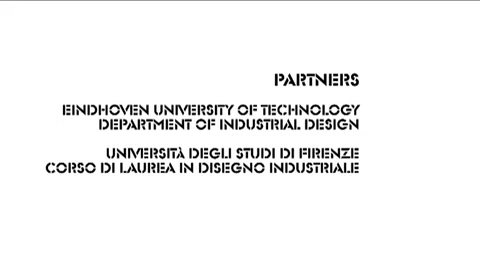 PARTNERS
EINDHOVEN UNIVERSITY OF TECHNOLOGY
DEPARTMENT OF INDUSTRIAL DESIGN
UNIVERSITÀ DEGLI STUDI DI FIRENZE
CORSO DI LAUREA IN DISEGNO INDUSTRIALE